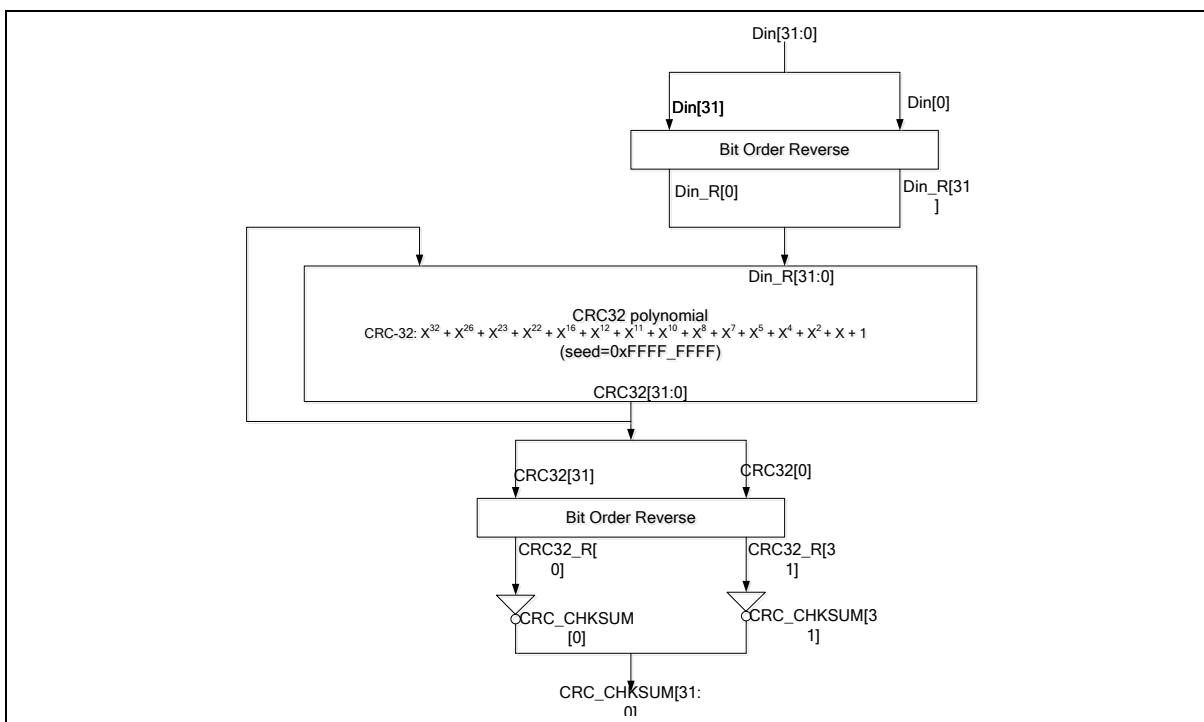 Din[31:0]
Din[31]
Din[0]
Bit Order Reverse
Din_R[0]
Din_R[31
]
Din_R[31:0]
CRC32 polynomial
CRC-32: X³² + X²⁶ + X²³ + X²² + X¹⁶ + X¹² + X¹¹ + X¹⁰ + X⁸ + X⁷ + X⁵ + X⁴ + X² + X + 1
(seed=0xFFFF_FFFF)
CRC32[31:0]
CRC32[31]
CRC32[0]
Bit Order Reverse
CRC32_R[
0]
CRC32_R[3
1]
CRC_CHKSUM
[0]
CRC_CHKSUM[3
1]
CRC_CHKSUM[31:
0]